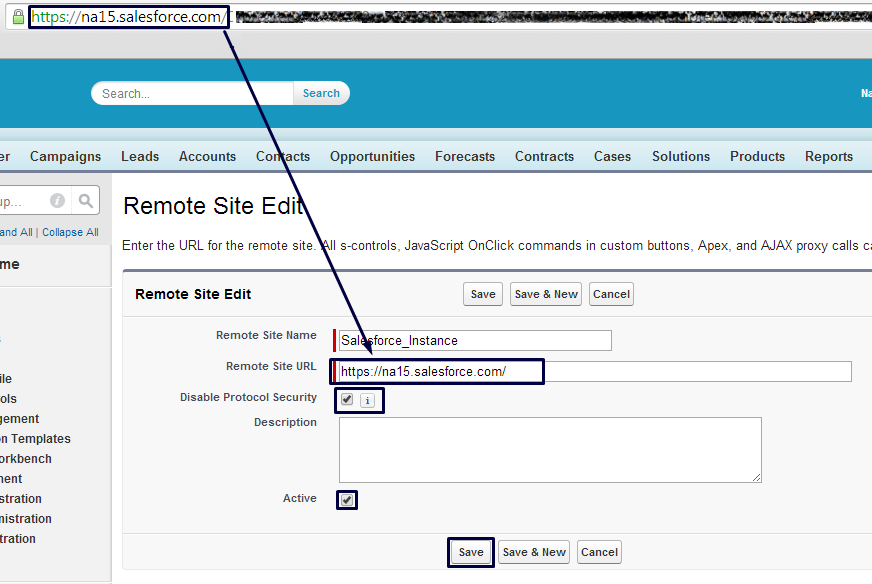 https://na15.salesforce.com/
Search... Search
Na
er Campaigns Leads Accounts Contacts Opportunities Forecasts Contracts Cases Solutions Products Reports
up... i
and All | Collapse All
Remote Site Edit
Enter the URL for the remote site. All s-controls, JavaScript OnClick commands in custom buttons, Apex, and AJAX proxy calls ca
me
Remote Site Edit Save Save & New Cancel
Remote Site Name Salesforce_Instance
Remote Site URL https://na15.salesforce.com/
Disable Protocol Security i
Description
Active
ile
ols
gement
on Templates
orkbench
ment
stration
nistration
tration
Save Save & New Cancel